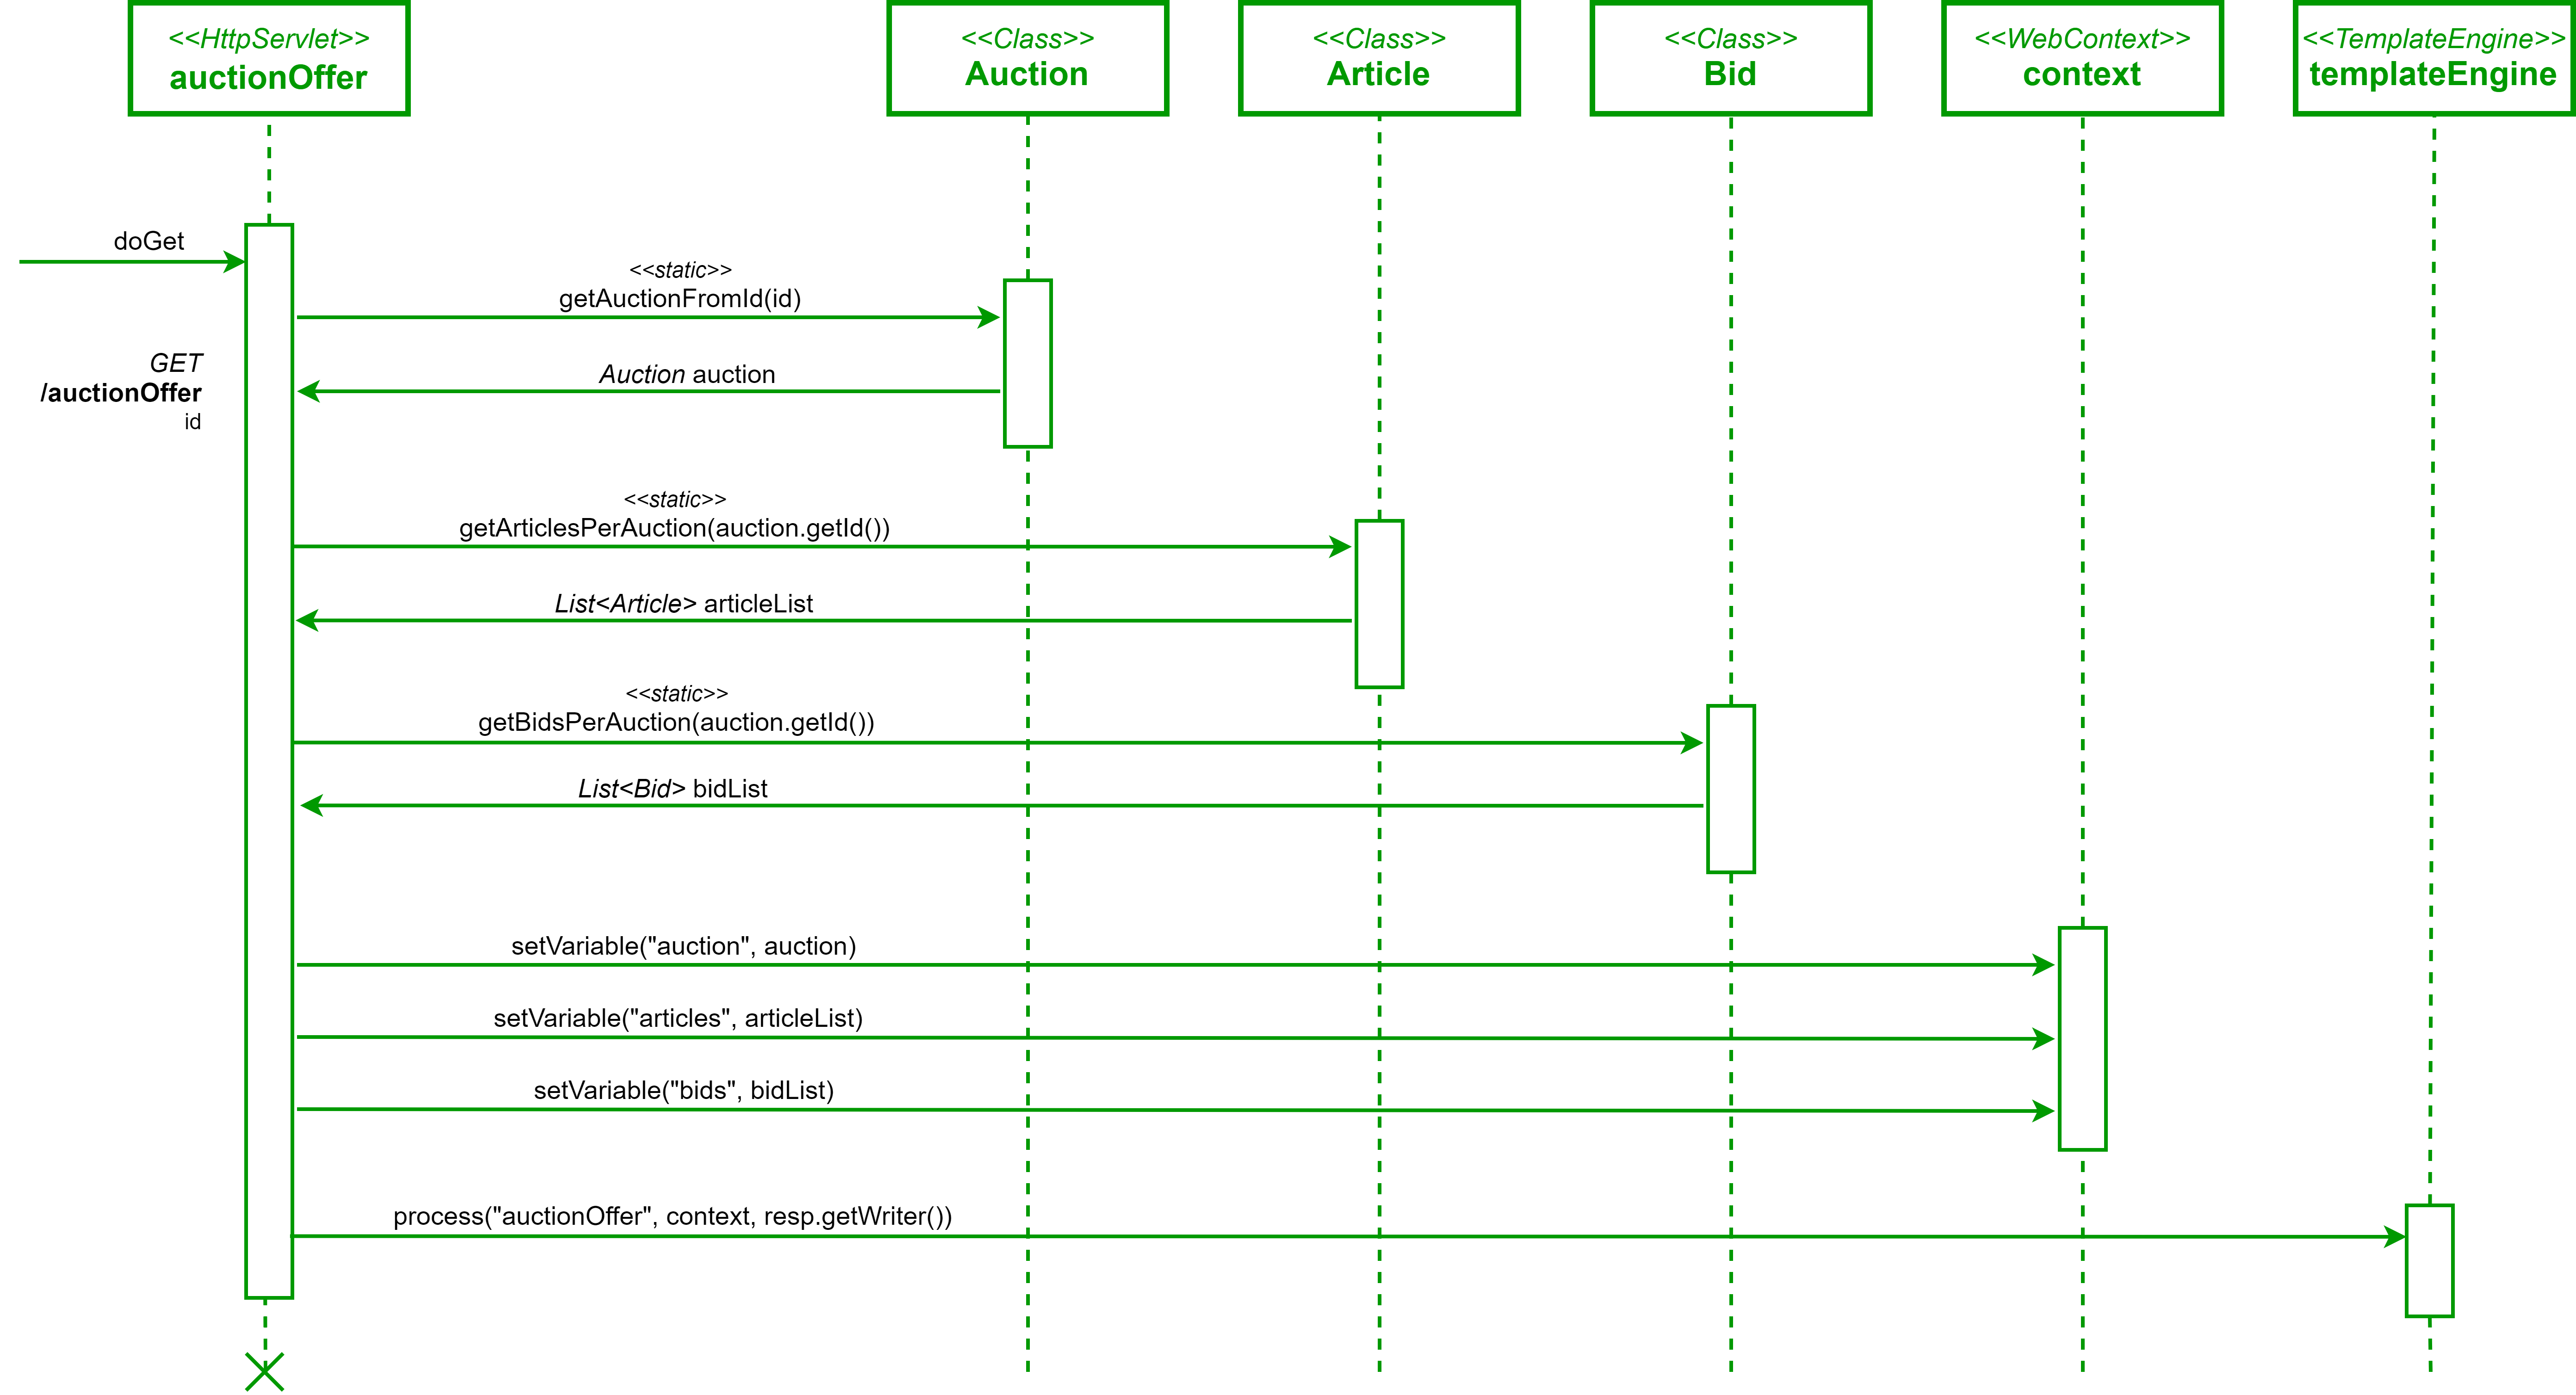 <<HttpServlet>>
auctionOffer
<<Class>>
Auction
<<Class>>
Article
<<Class>>
Bid
<<WebContext>>
context
<<TemplateEngine>>
templateEngine
doGet
<<static>>
getAuctionFromId(id)
GET
/auctionOffer
id
Auction auction
<<static>>
getArticlesPerAuction(auction.getId())
List<Article> articleList
<<static>>
getBidsPerAuction(auction.getId())
List<Bid> bidList
setVariable("auction", auction)
setVariable("articles", articleList)
setVariable("bids", bidList)
process("auctionOffer", context, resp.getWriter())